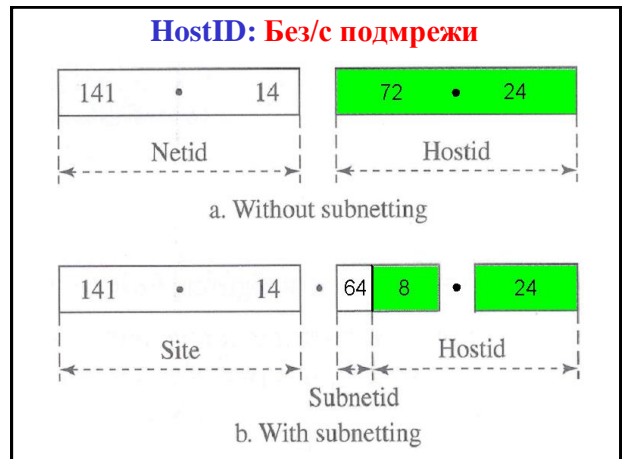 HostID: Без/с подмрежи
141 • 14 72 • 24
Netid Hostid
a. Without subnetting
141 • 14 • 64 8 • 24
Site Hostid
Subnetid
b. With subnetting